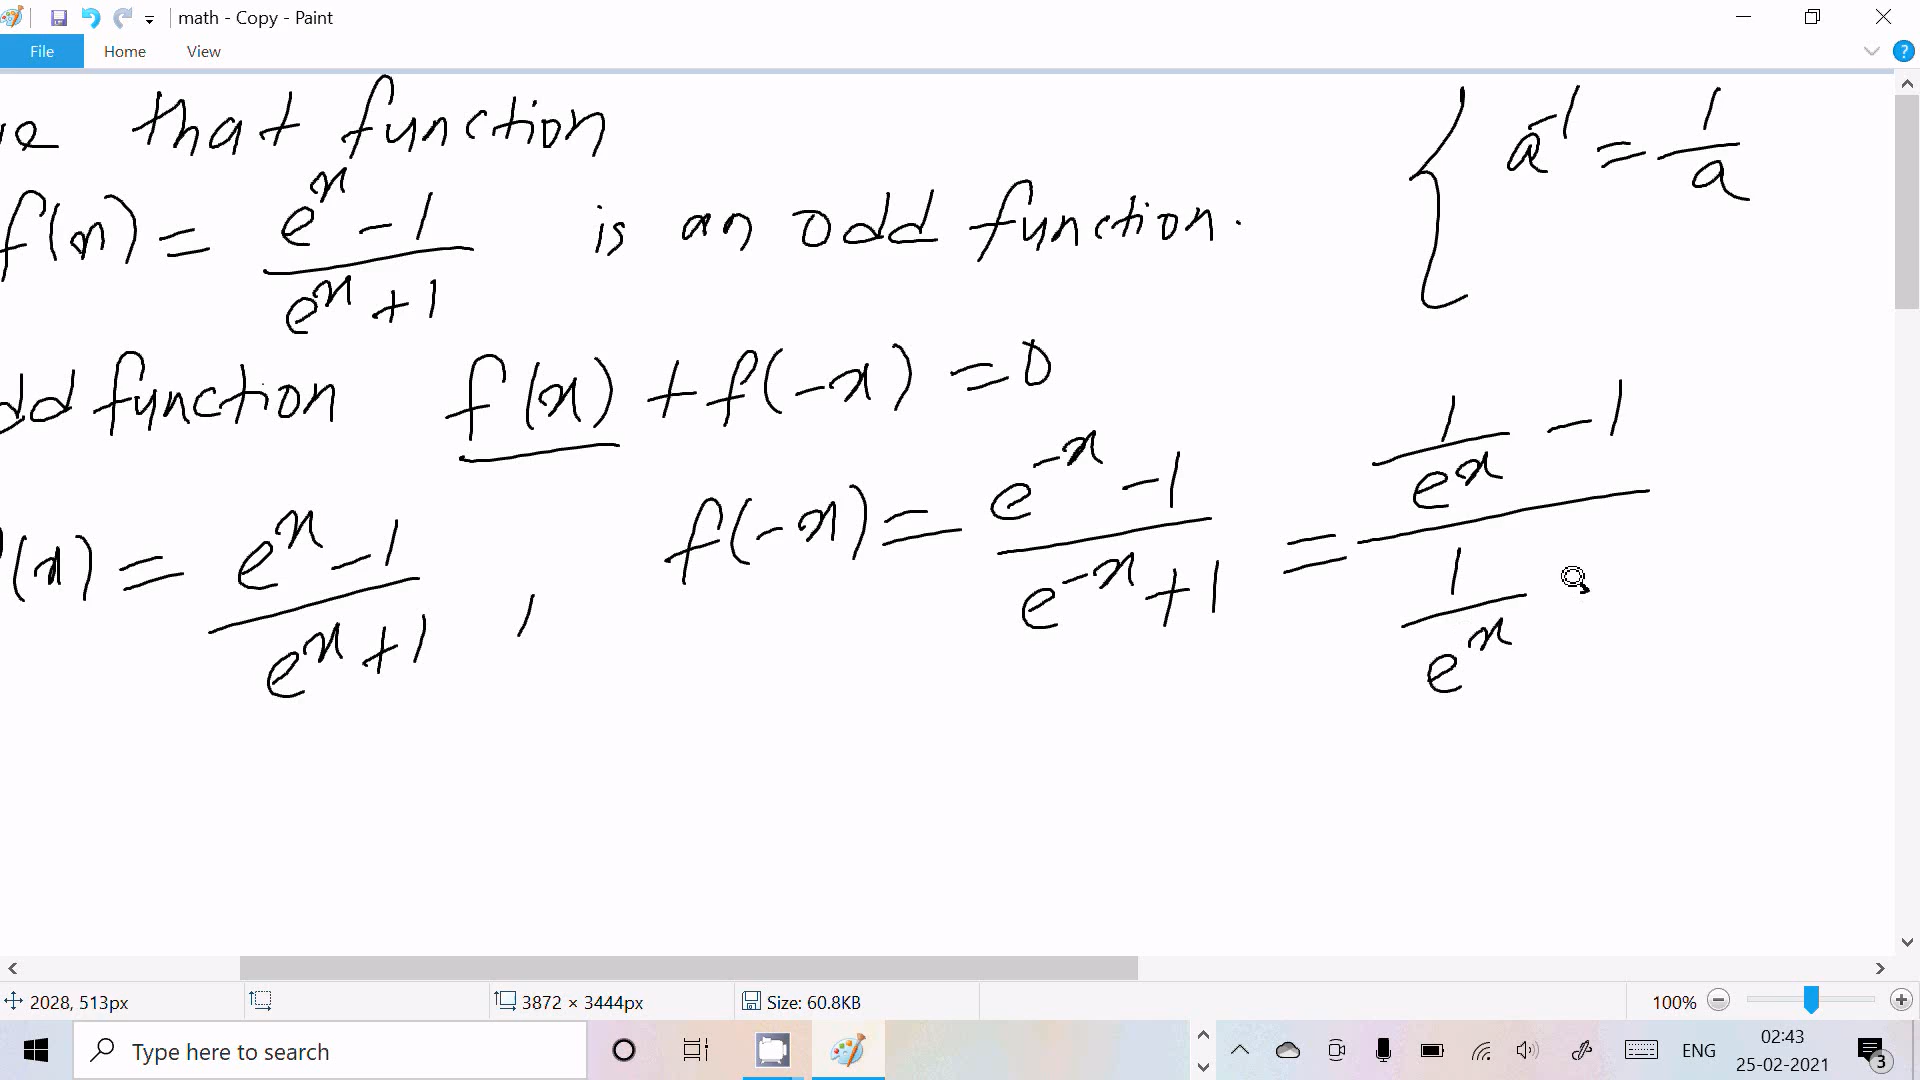 math - Copy - Paint
File Home View
that function
f(x) = (e^x - 1)/(e^x + 1) is an odd function.
{ a^-1 = 1/a
dd function f(x) + f(-x) = 0
(x) = (e^x - 1)/(e^x + 1) , f(-x) = (e^-x - 1)/(e^-x + 1) = (1/e^x - 1)/(1/e^x
2028, 513px 3872 × 3444px Size: 60.8KB 100%
Type here to search
ENG
02:43
25-02-2021
3